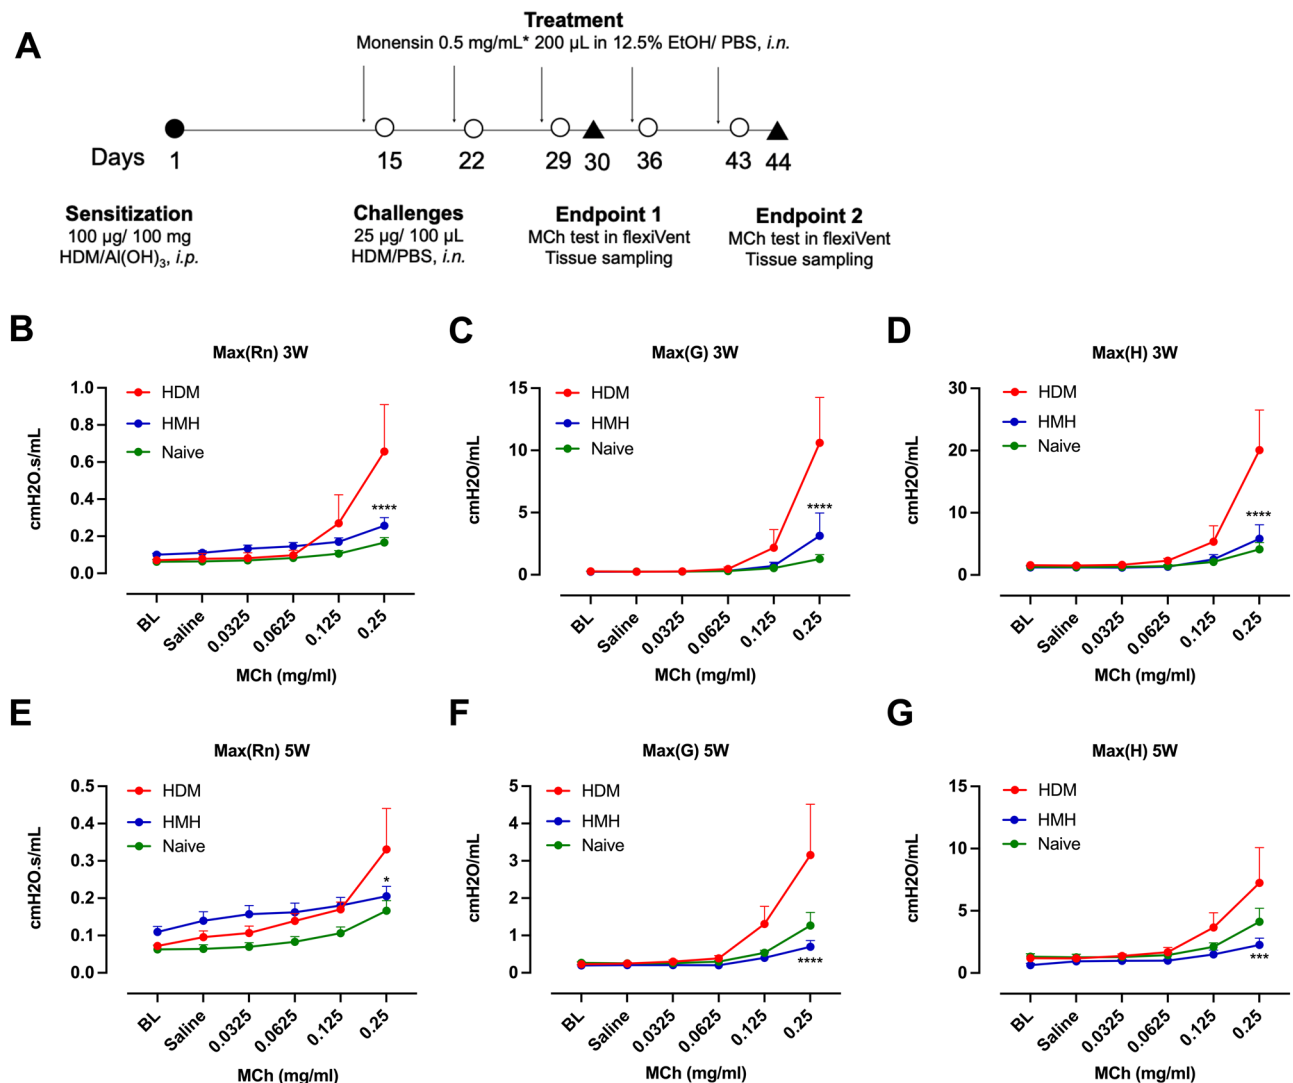 A
Treatment
Monensin 0.5 mg/mL* 200 µL in 12.5% EtOH/ PBS, i.n.
Days 1 15 22 29 30 36 43 44
Sensitization
100 µg/ 100 mg
HDM/Al(OH)3, i.p.
Challenges
25 µg/ 100 µL
HDM/PBS, i.n.
Endpoint 1
MCh test in flexiVent
Tissue sampling
Endpoint 2
MCh test in flexiVent
Tissue sampling
B
Max(Rn) 3W
cmH2O.s/mL
1.0
0.8
0.6
0.4
0.2
0.0
HDM
HMH
Naive
****
BL Saline 0.0325 0.0625 0.125 0.25
MCh (mg/ml)
C
Max(G) 3W
cmH2O/mL
15
10
5
0
HDM
HMH
Naive
****
BL Saline 0.0325 0.0625 0.125 0.25
MCh (mg/ml)
D
Max(H) 3W
cmH2O/mL
30
20
10
0
HDM
HMH
Naive
****
BL Saline 0.0325 0.0625 0.125 0.25
MCh (mg/ml)
E
Max(Rn) 5W
cmH2O.s/mL
0.5
0.4
0.3
0.2
0.1
0.0
HDM
HMH
Naive
*
BL Saline 0.0325 0.0625 0.125 0.25
MCh (mg/ml)
F
Max(G) 5W
cmH2O/mL
5
4
3
2
1
0
HDM
HMH
Naive
****
BL Saline 0.0325 0.0625 0.125 0.25
MCh (mg/ml)
G
Max(H) 5W
cmH2O/mL
15
10
5
0
HDM
HMH
Naive
***
BL Saline 0.0325 0.0625 0.125 0.25
MCh (mg/ml)